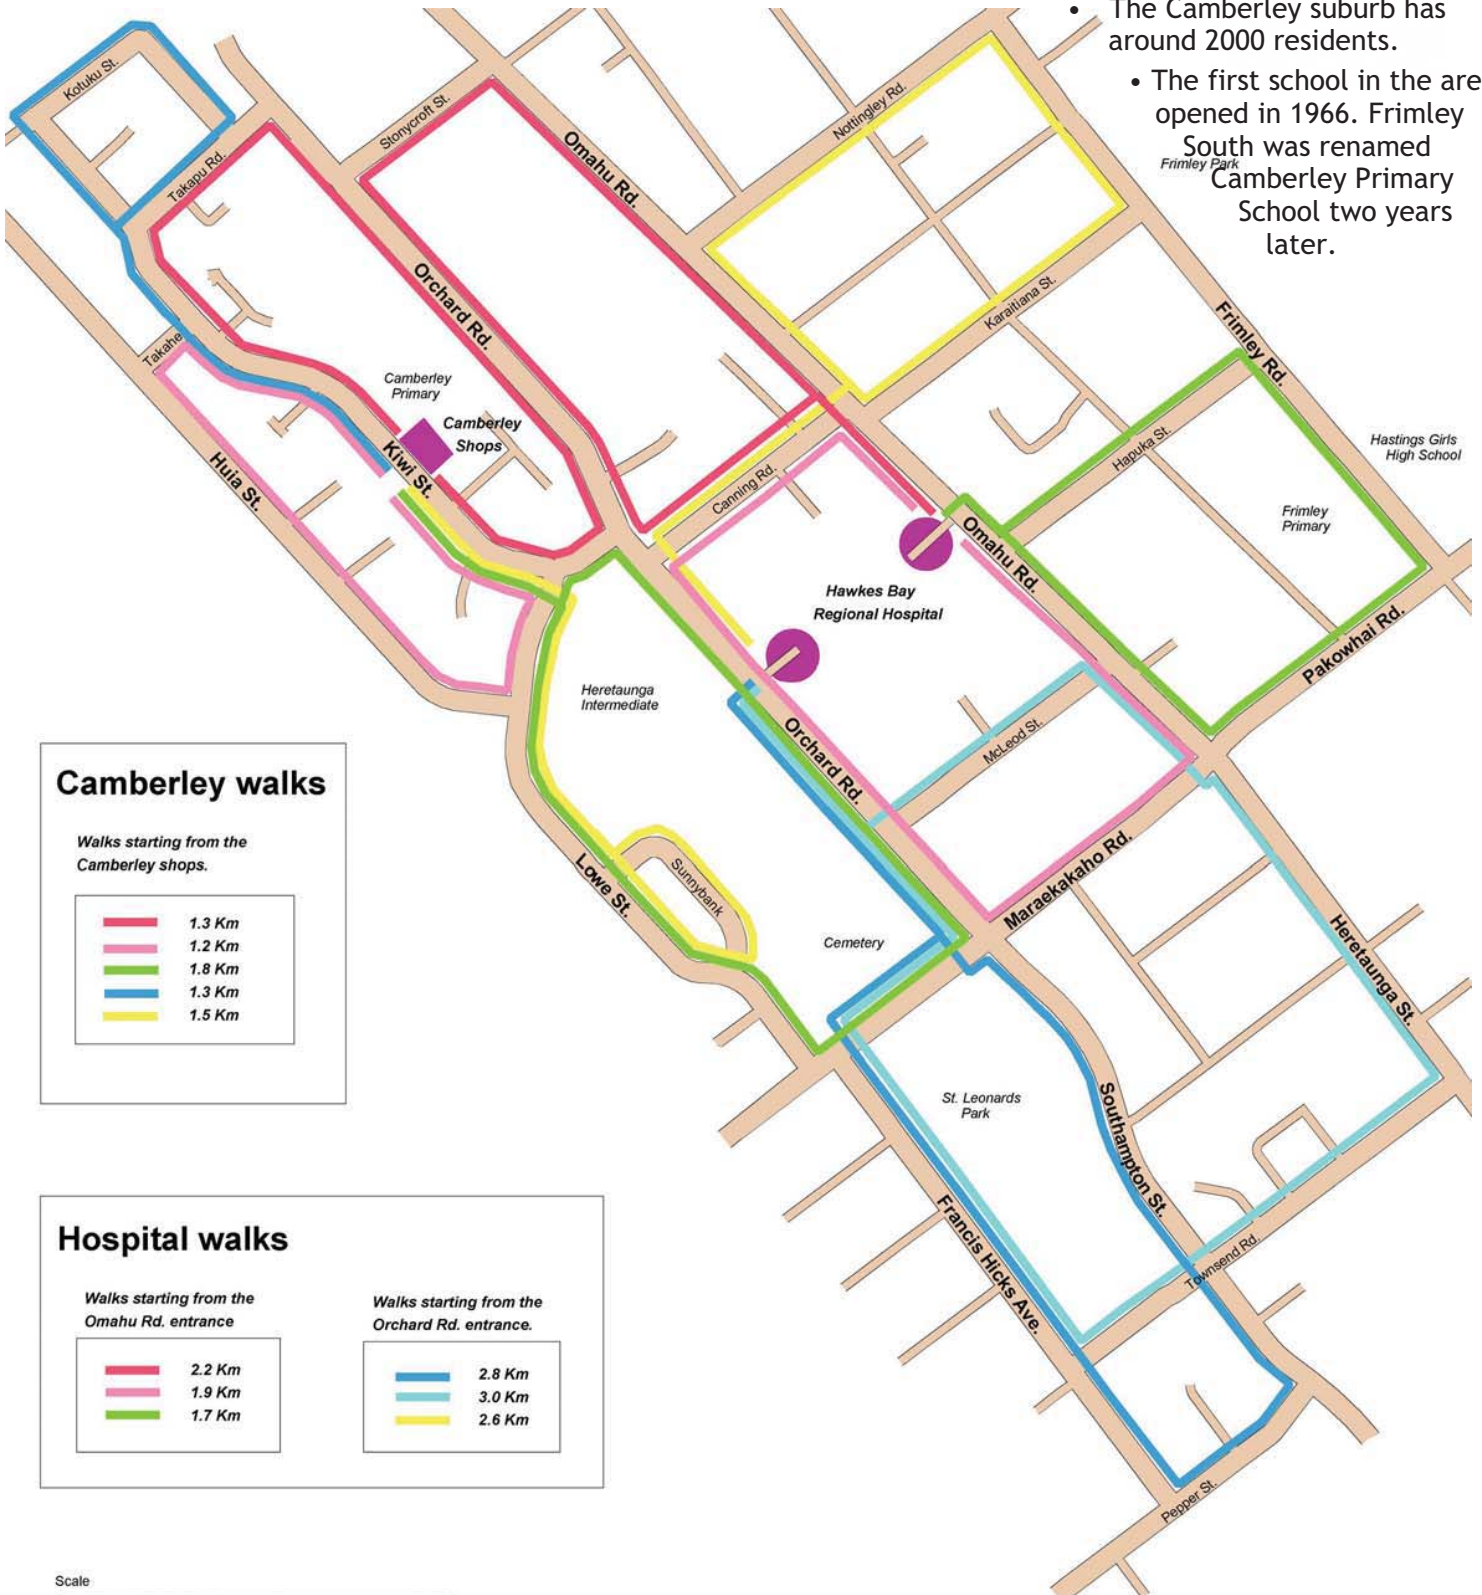 • The Camberley suburb has
around 2000 residents.
• The first school in the are
opened in 1966. Frimley
South was renamed
Camberley Primary
School two years
later.
Frimley Park
Kotuku St.
Takapu Rd.
Stonycroft St.
Omahu Rd.
Nottingley Rd.
Orchard Rd.
Karaitiana St.
Frimley Rd.
Takahe
Camberley
Primary
Camberley
Shops
Kiwi St.
Huia St.
Canning Rd.
Hapuka St.
Hastings Girls
High School
Frimley
Primary
Omahu Rd.
Hawkes Bay
Regional Hospital
Pakowhai Rd.
Heretaunga
Intermediate
Orchard Rd.
McLeod St.
Maraekakaho Rd.
Lowe St.
Sunnybank
Cemetery
Heretaunga St.
St. Leonards
Park
Southampton St.
Francis Hicks Ave.
Townsend Rd.
Pepper St.
Camberley walks
Walks starting from the
Camberley shops.
1.3 Km
1.2 Km
1.8 Km
1.3 Km
1.5 Km
Hospital walks
Walks starting from the
Omahu Rd. entrance
2.2 Km
1.9 Km
1.7 Km
Walks starting from the
Orchard Rd. entrance.
2.8 Km
3.0 Km
2.6 Km
Scale